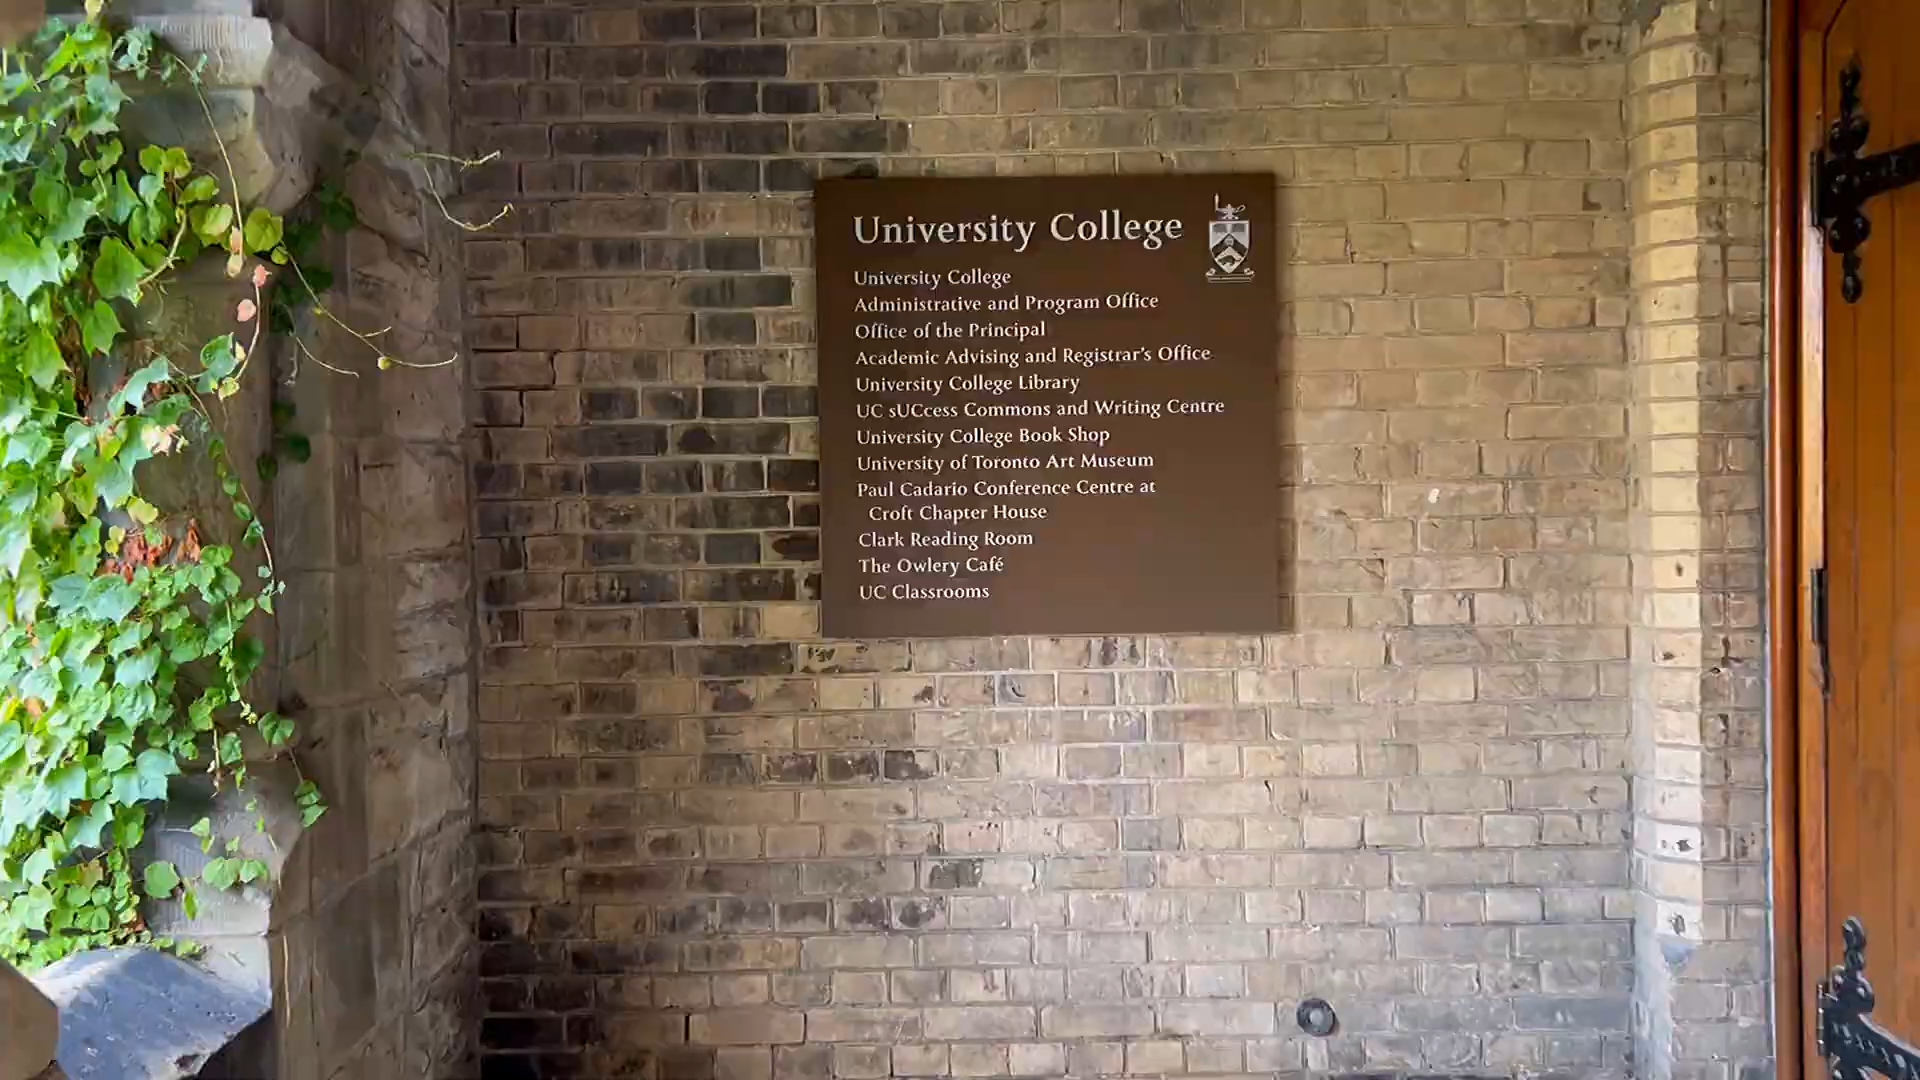 University College
University College
Administrative and Program Office
Office of the Principal
Academic Advising and Registrar's Office
University College Library
UC sUCcess Commons and Writing Centre
University College Book Shop
University of Toronto Art Museum
Paul Cadario Conference Centre at
Croft Chapter House
Clark Reading Room
The Owlery Café
UC Classrooms